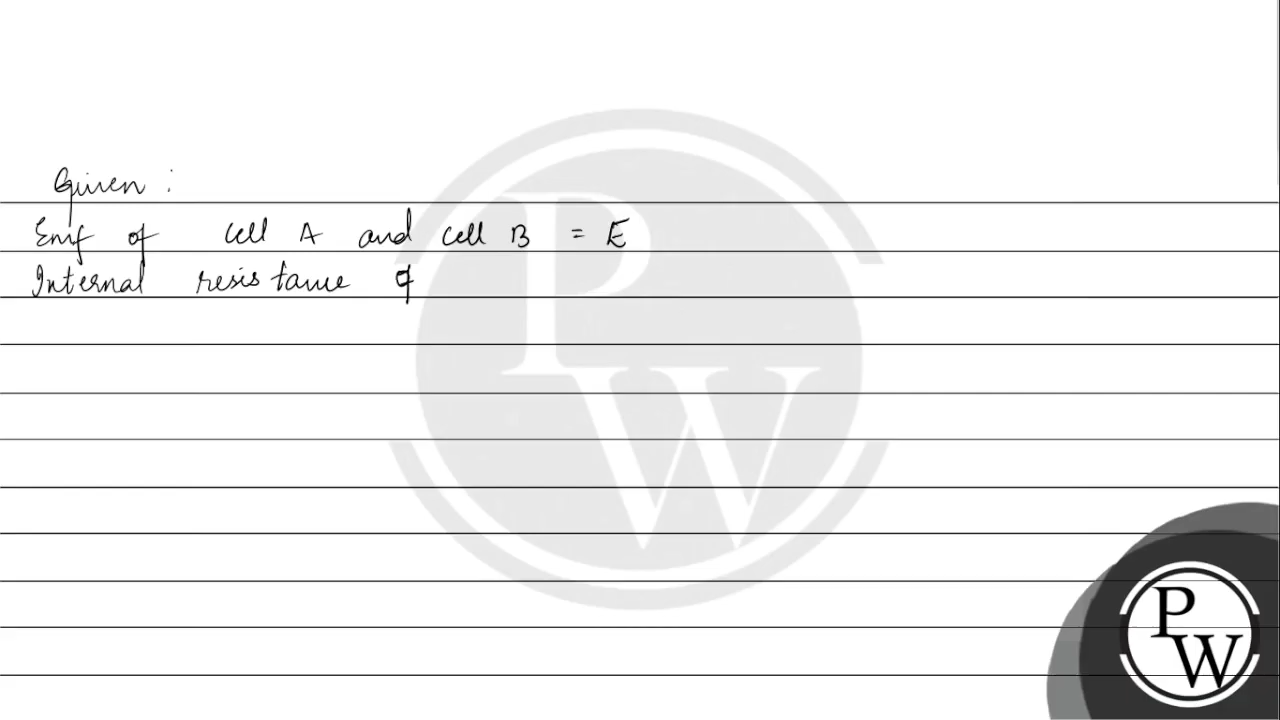 Given :
Emf of cell A and cell B = E
Internal resistance of
P
W
P
W